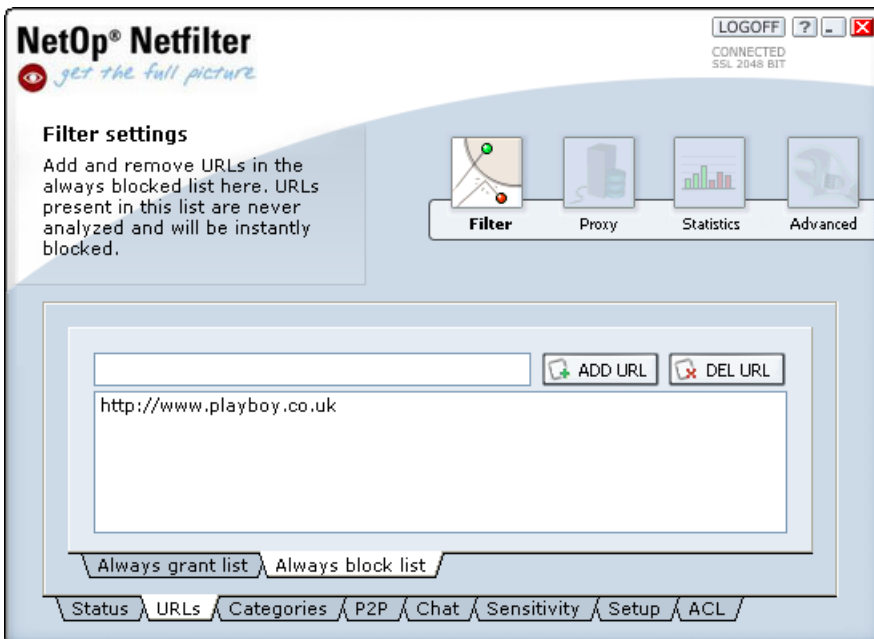 NetOp® Netfilter
get the full picture
LOGOFF ?
CONNECTED
SSL 2048 BIT
Filter settings
Add and remove URLs in the
always blocked list here. URLs
present in this list are never
analyzed and will be instantly
blocked.
Filter Proxy Statistics Advanced
ADD URL DEL URL
http://www.playboy.co.uk
Always grant list Always block list
Status URLs Categories P2P Chat Sensitivity Setup ACL